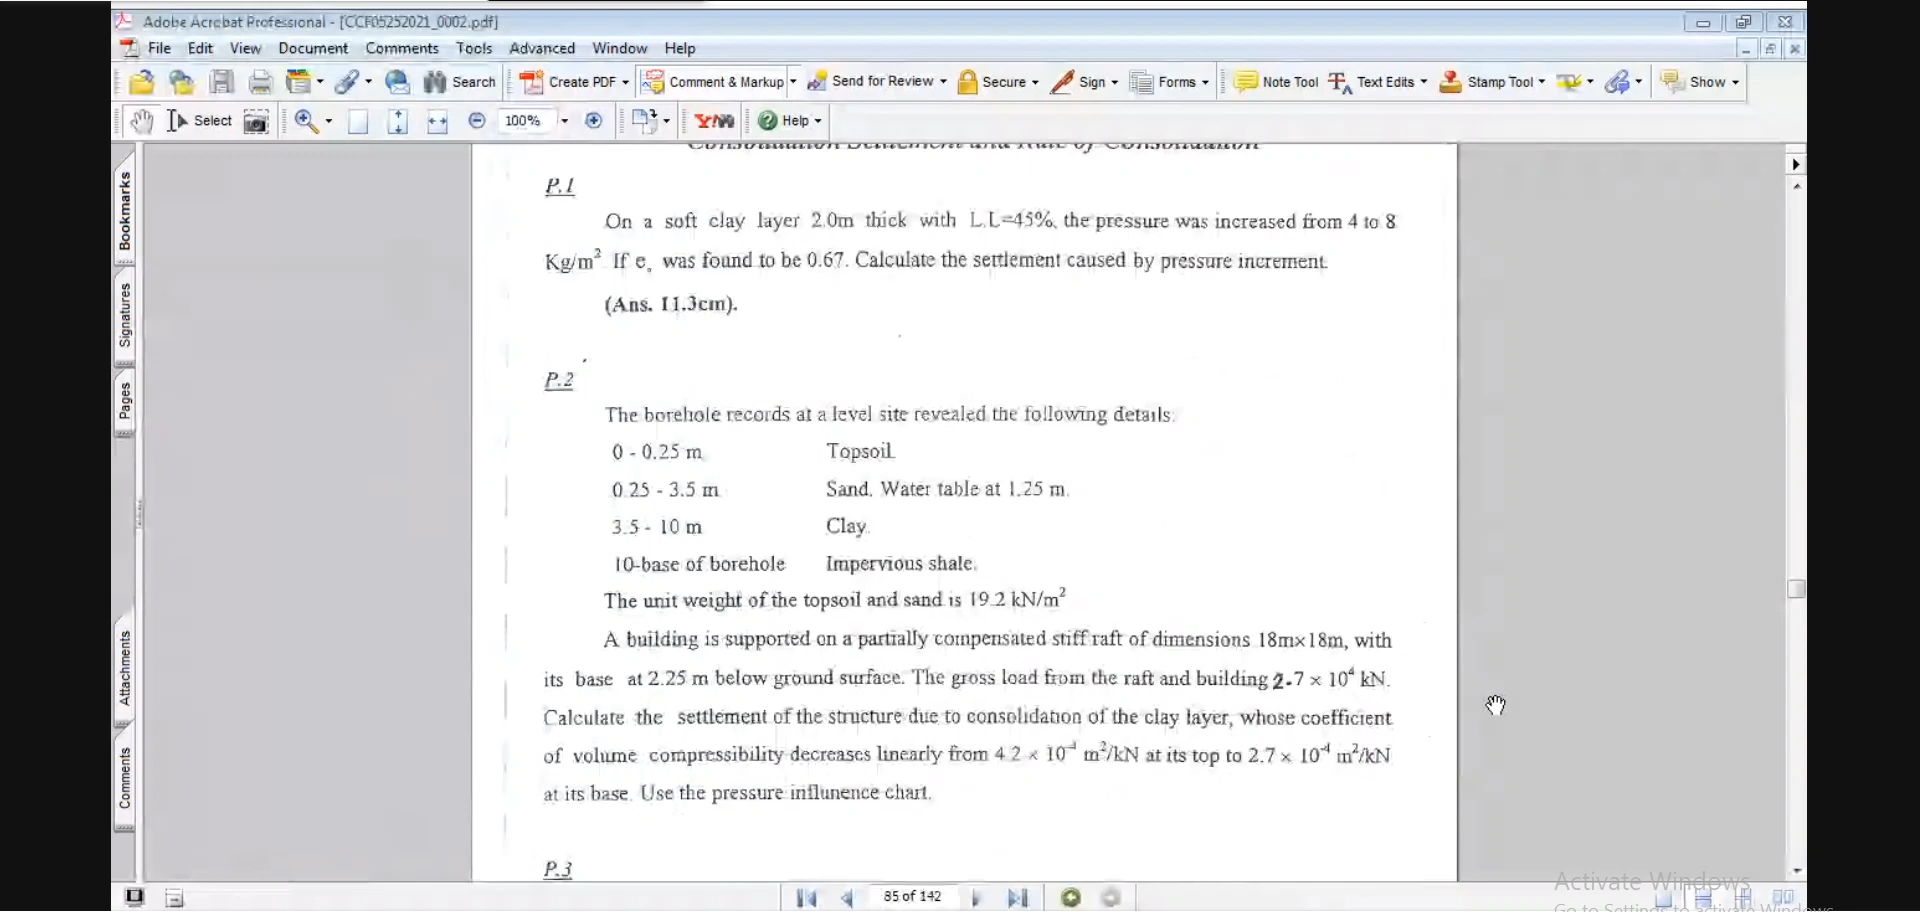 Adobe Acrobat Professional - [CCF05252021_0002.pdf]
File Edit View Document Comments Tools Advanced Window Help
Search Create PDF Comment & Markup Send for Review Secure Sign Forms Note Tool Text Edits Stamp Tool Show
Select 100% Y! Help
Bookmarks
Signatures
Pages
Attachments
Comments
Consolidation Settlement and Rate of Consolidation
P.1
On a soft clay layer 2.0m thick with L.L=45%, the pressure was increased from 4 to 8
Kg/m² If e₀ was found to be 0.67. Calculate the settlement caused by pressure increment.
(Ans. 11.3cm).
P.2
The borehole records at a level site revealed the following details:
0 - 0.25 m Topsoil.
0.25 - 3.5 m Sand. Water table at 1.25 m.
3.5 - 10 m Clay.
10-base of borehole Impervious shale.
The unit weight of the topsoil and sand is 19.2 kN/m²
A building is supported on a partially compensated stiff raft of dimensions 18m×18m, with
its base at 2.25 m below ground surface. The gross load from the raft and building 2.7 × 10⁴ kN.
Calculate the settlement of the structure due to consolidation of the clay layer, whose coefficient
of volume compressibility decreases linearly from 4.2 × 10⁻⁴ m²/kN at its top to 2.7 × 10⁻⁴ m²/kN
at its base. Use the pressure influnence chart.
P.3
85 of 142
Activate Windows
Go to Settings to activate Windows.